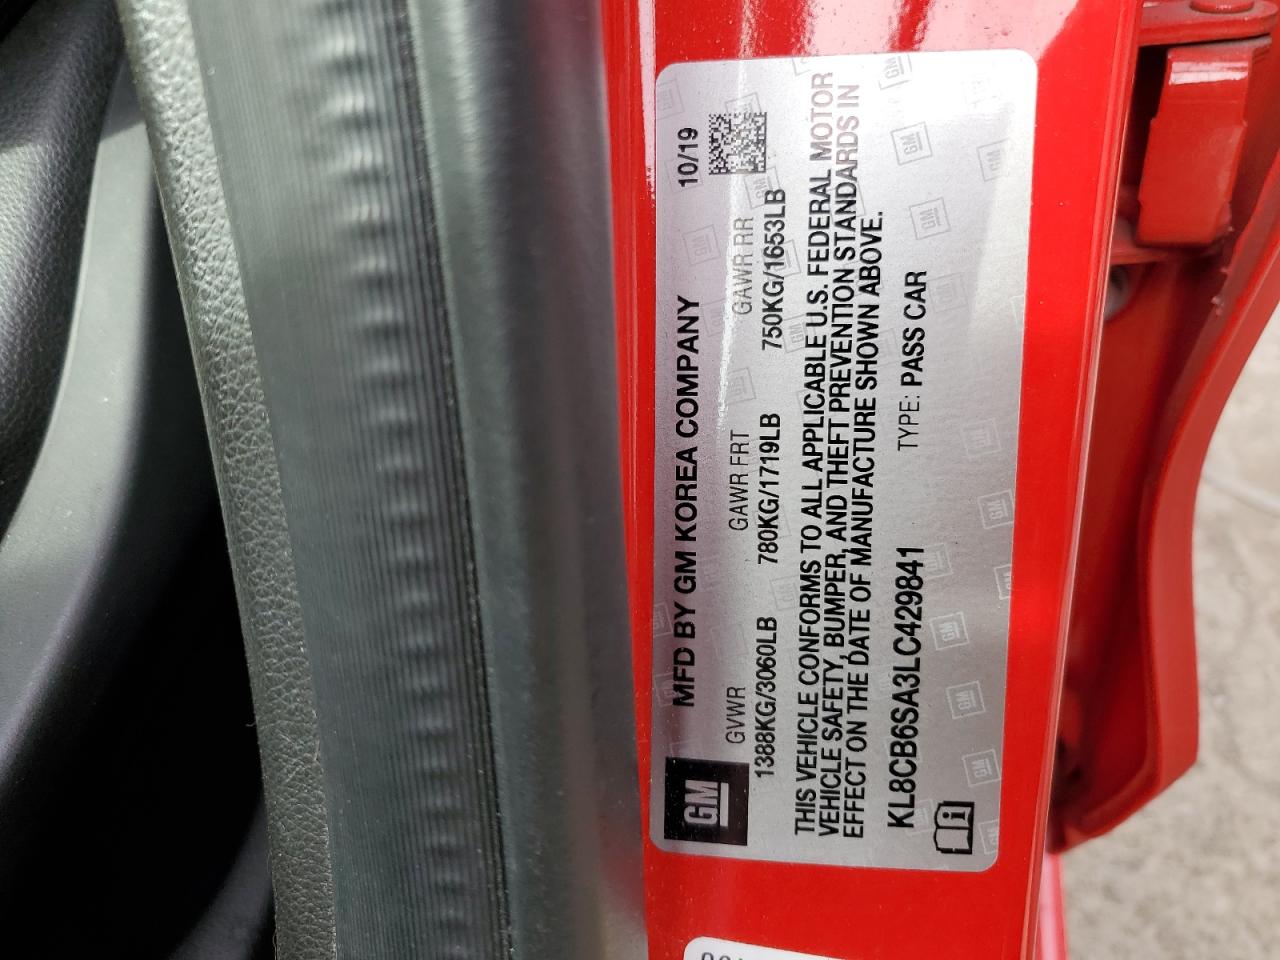 GM
MFD BY GM KOREA COMPANY 10/19
GVWR GAWR FRT GAWR RR
1388KG/3060LB 780KG/1719LB 750KG/1653LB
THIS VEHICLE CONFORMS TO ALL APPLICABLE U.S. FEDERAL MOTOR
VEHICLE SAFETY, BUMPER, AND THEFT PREVENTION STANDARDS IN
EFFECT ON THE DATE OF MANUFACTURE SHOWN ABOVE.
KL8CB6SA3LC429841 TYPE: PASS CAR